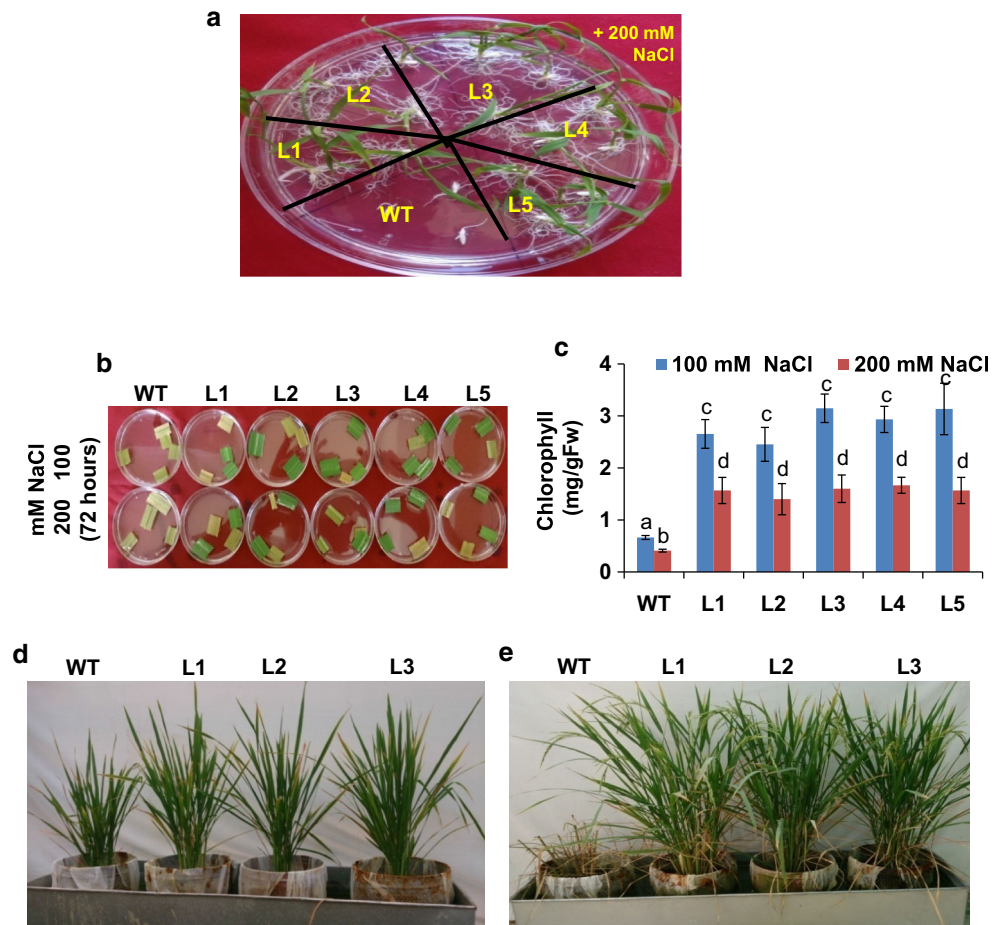 a
+ 200 mM
NaCl
L2
L3
L4
L1
L5
WT
b
WT L1 L2 L3 L4 L5
mM NaCl
200 100
(72 hours)
c
100 mM NaCl 200 mM NaCl
Chlorophyll
(mg/gFw)
4
3
2
1
0
a b c d c d c d c d c d
WT L1 L2 L3 L4 L5
d
WT L1 L2 L3
e
WT L1 L2 L3